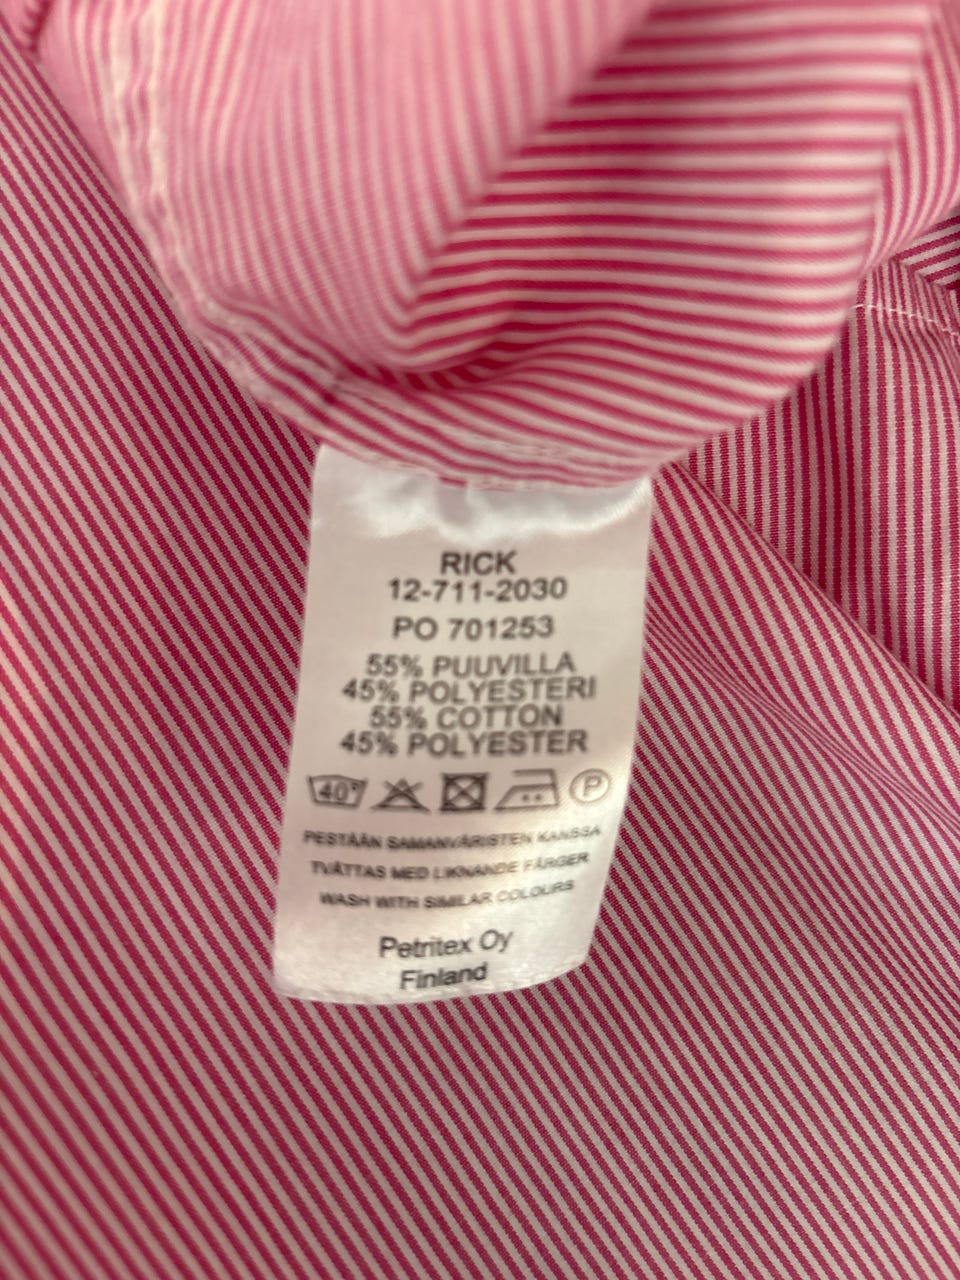 RICK
12-711-2030
PO 701253
55% PUUVILLA
45% POLYESTERI
55% COTTON
45% POLYESTER
40° P
PESTÄÄN SAMANVÄRISTEN KANSSA
TVÄTTAS MED LIKNANDE FÄRGER
WASH WITH SIMILAR COLOURS
Petritex Oy
Finland